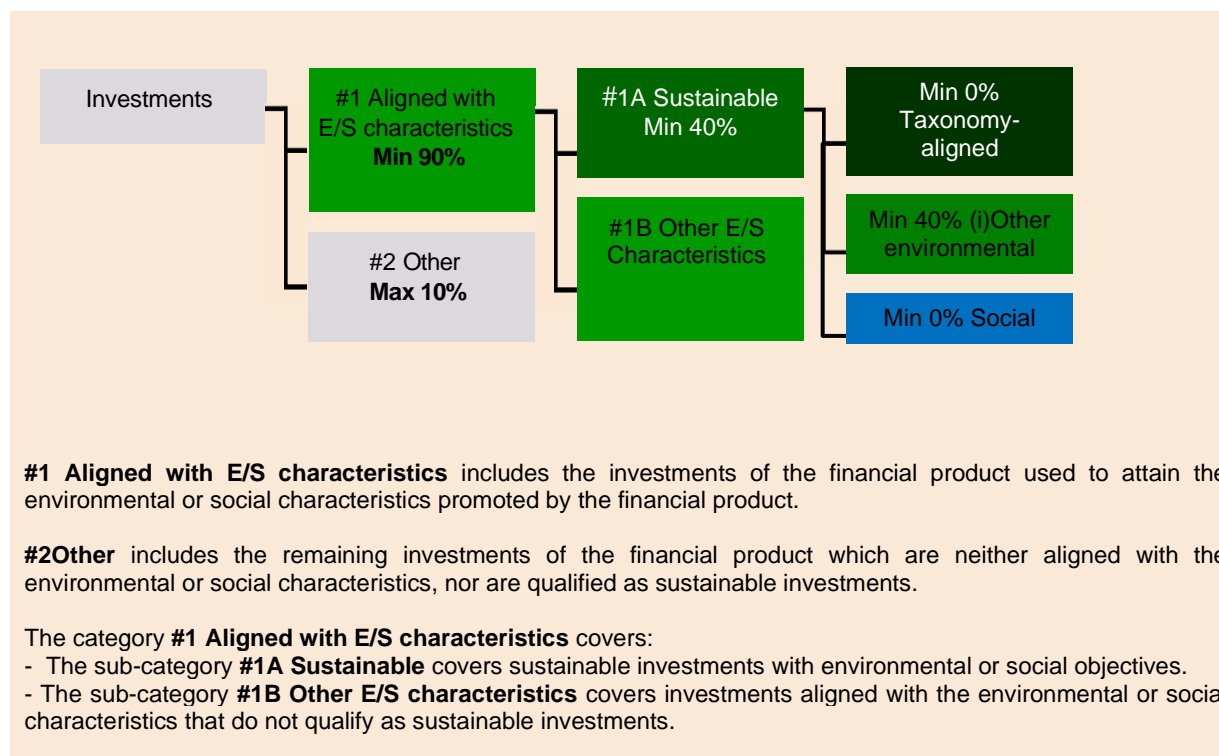 Investments
#1 Aligned with
E/S characteristics
Min 90%
#2 Other
Max 10%
#1A Sustainable
Min 40%
#1B Other E/S
Characteristics
Min 0%
Taxonomy-
aligned
Min 40% (i)Other
environmental
Min 0% Social
#1 Aligned with E/S characteristics includes the investments of the financial product used to attain the
environmental or social characteristics promoted by the financial product.
#2Other includes the remaining investments of the financial product which are neither aligned with the
environmental or social characteristics, nor are qualified as sustainable investments.
The category #1 Aligned with E/S characteristics covers:
- The sub-category #1A Sustainable covers sustainable investments with environmental or social objectives.
- The sub-category #1B Other E/S characteristics covers investments aligned with the environmental or social
characteristics that do not qualify as sustainable investments.